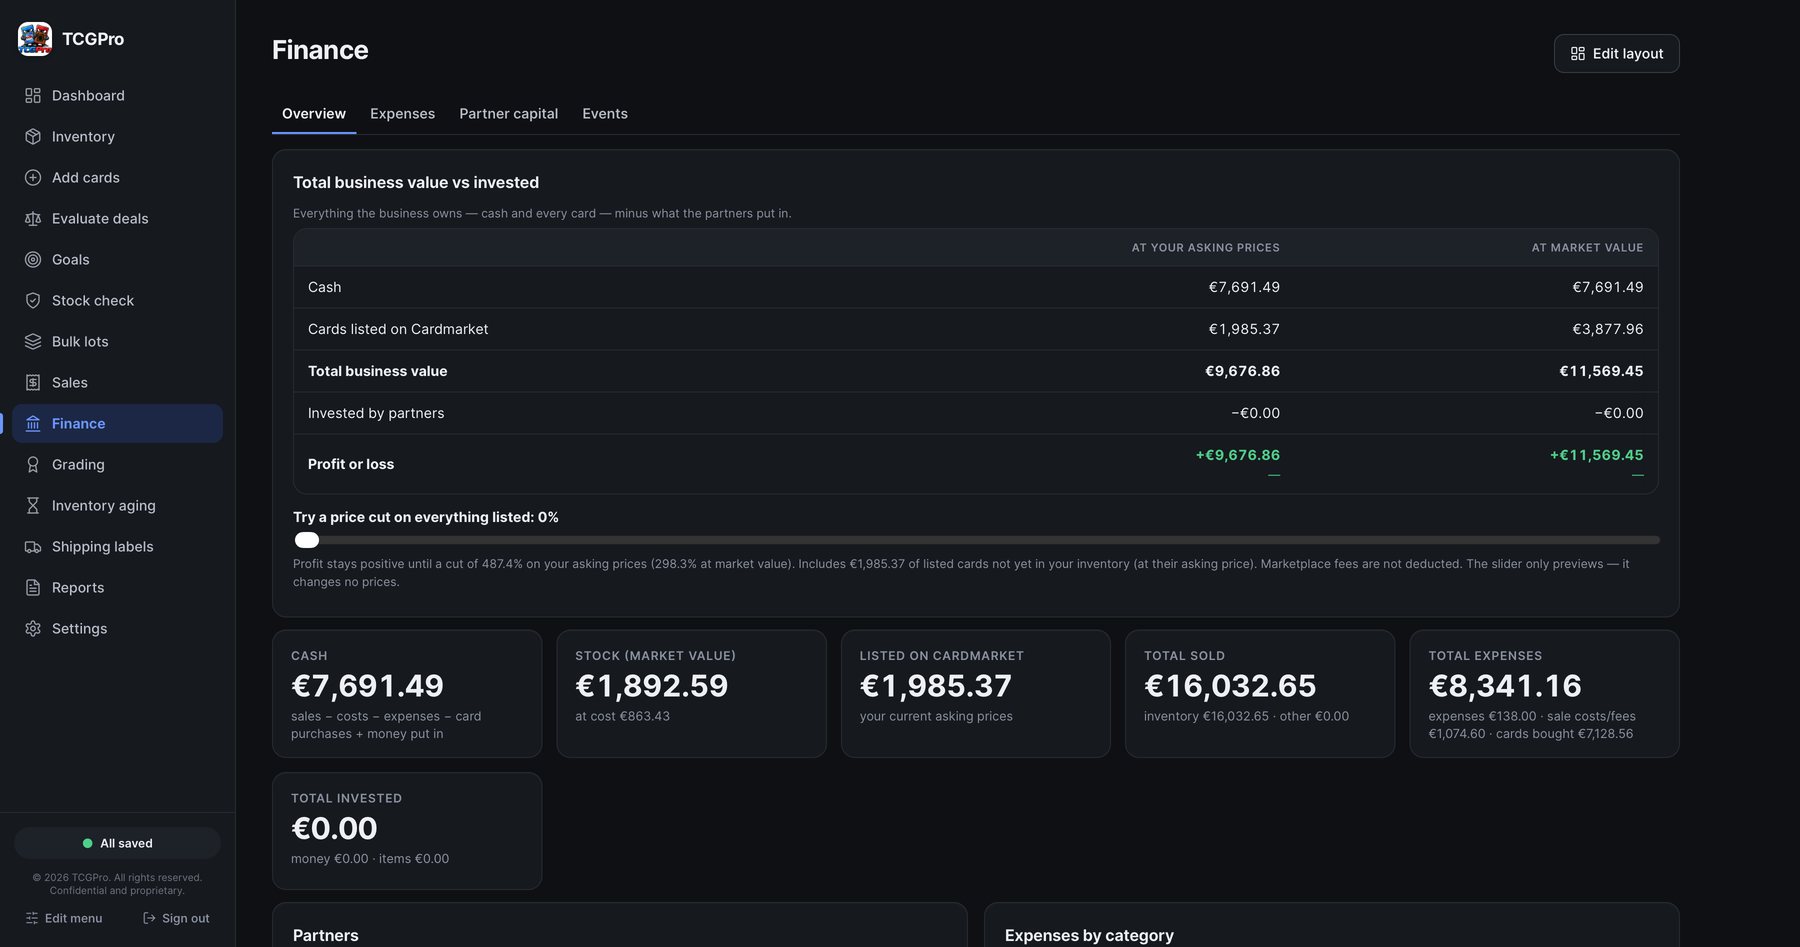 TCGPro
Dashboard
Inventory
Add cards
Evaluate deals
Goals
Stock check
Bulk lots
Sales
Finance
Grading
Inventory aging
Shipping labels
Reports
Settings
All saved
© 2026 TCGPro. All rights reserved.
Confidential and proprietary.
Edit menu
Sign out
Finance
Edit layout
Overview
Expenses
Partner capital
Events
Total business value vs invested
Everything the business owns — cash and every card — minus what the partners put in.
AT YOUR ASKING PRICES
AT MARKET VALUE
Cash
€7,691.49
€7,691.49
Cards listed on Cardmarket
€1,985.37
€3,877.96
Total business value
€9,676.86
€11,569.45
Invested by partners
−€0.00
−€0.00
Profit or loss
+€9,676.86
—
+€11,569.45
—
Try a price cut on everything listed: 0%
Profit stays positive until a cut of 487.4% on your asking prices (298.3% at market value). Includes €1,985.37 of listed cards not yet in your inventory (at their asking price). Marketplace fees are not deducted. The slider only previews — it
changes no prices.
CASH
€7,691.49
sales − costs − expenses − card
purchases + money put in
STOCK (MARKET VALUE)
€1,892.59
at cost €863.43
LISTED ON CARDMARKET
€1,985.37
your current asking prices
TOTAL SOLD
€16,032.65
inventory €16,032.65 · other €0.00
TOTAL EXPENSES
€8,341.16
expenses €138.00 · sale costs/fees
€1,074.60 · cards bought €7,128.56
TOTAL INVESTED
€0.00
money €0.00 · items €0.00
Partners
Expenses by category